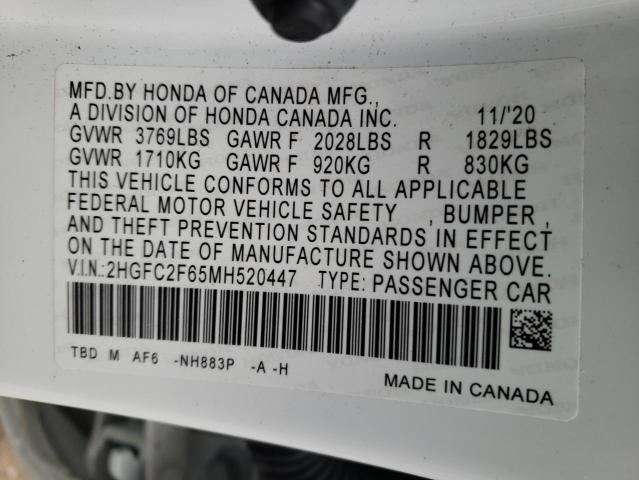 MFD.BY HONDA OF CANADA MFG.,
A DIVISION OF HONDA CANADA INC. 11/'20
GVWR 3769LBS GAWR F 2028LBS R 1829LBS
GVWR 1710KG GAWR F 920KG R 830KG
THIS VEHICLE CONFORMS TO ALL APPLICABLE
FEDERAL MOTOR VEHICLE SAFETY , BUMPER ,
AND THEFT PREVENTION STANDARDS IN EFFECT
ON THE DATE OF MANUFACTURE SHOWN ABOVE.
V.I.N.:2HGFC2F65MH520447 TYPE: PASSENGER CAR
TBD M AF6 -NH883P -A -H
MADE IN CANADA